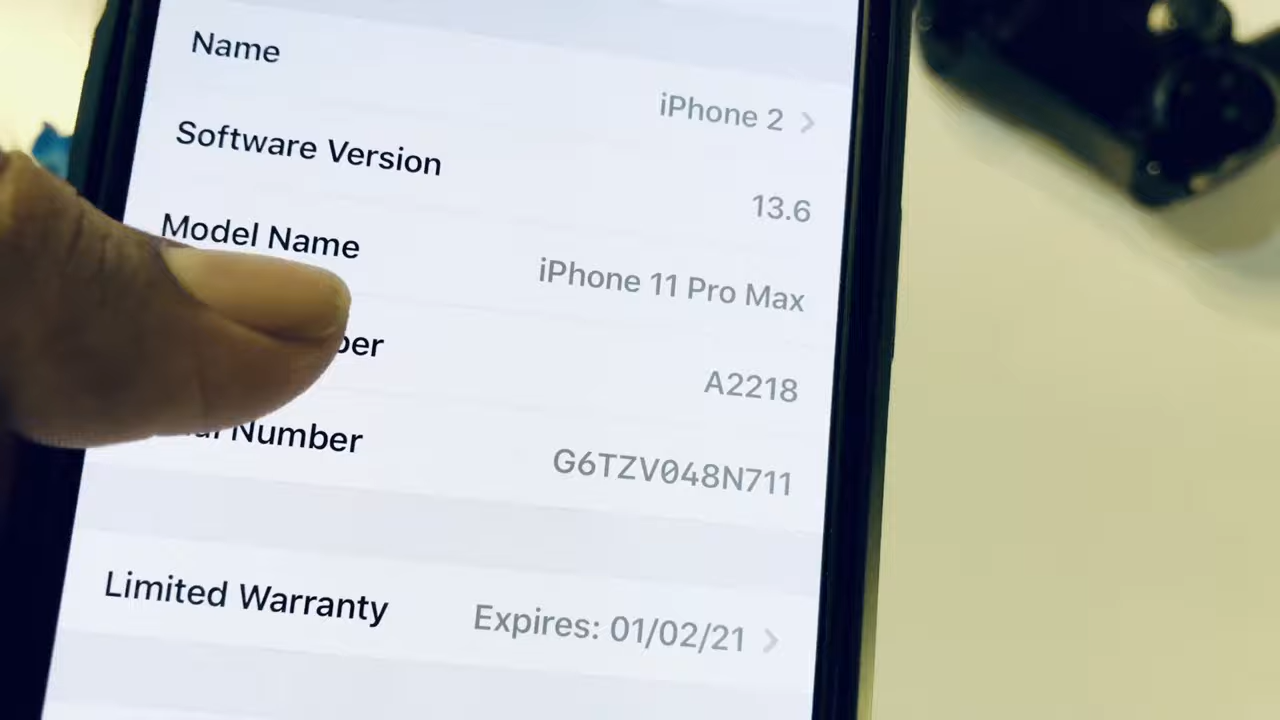 Name
iPhone 2
Software Version
13.6
Model Name
iPhone 11 Pro Max
A2218
Number
G6TZV048N711
Limited Warranty
Expires: 01/02/21